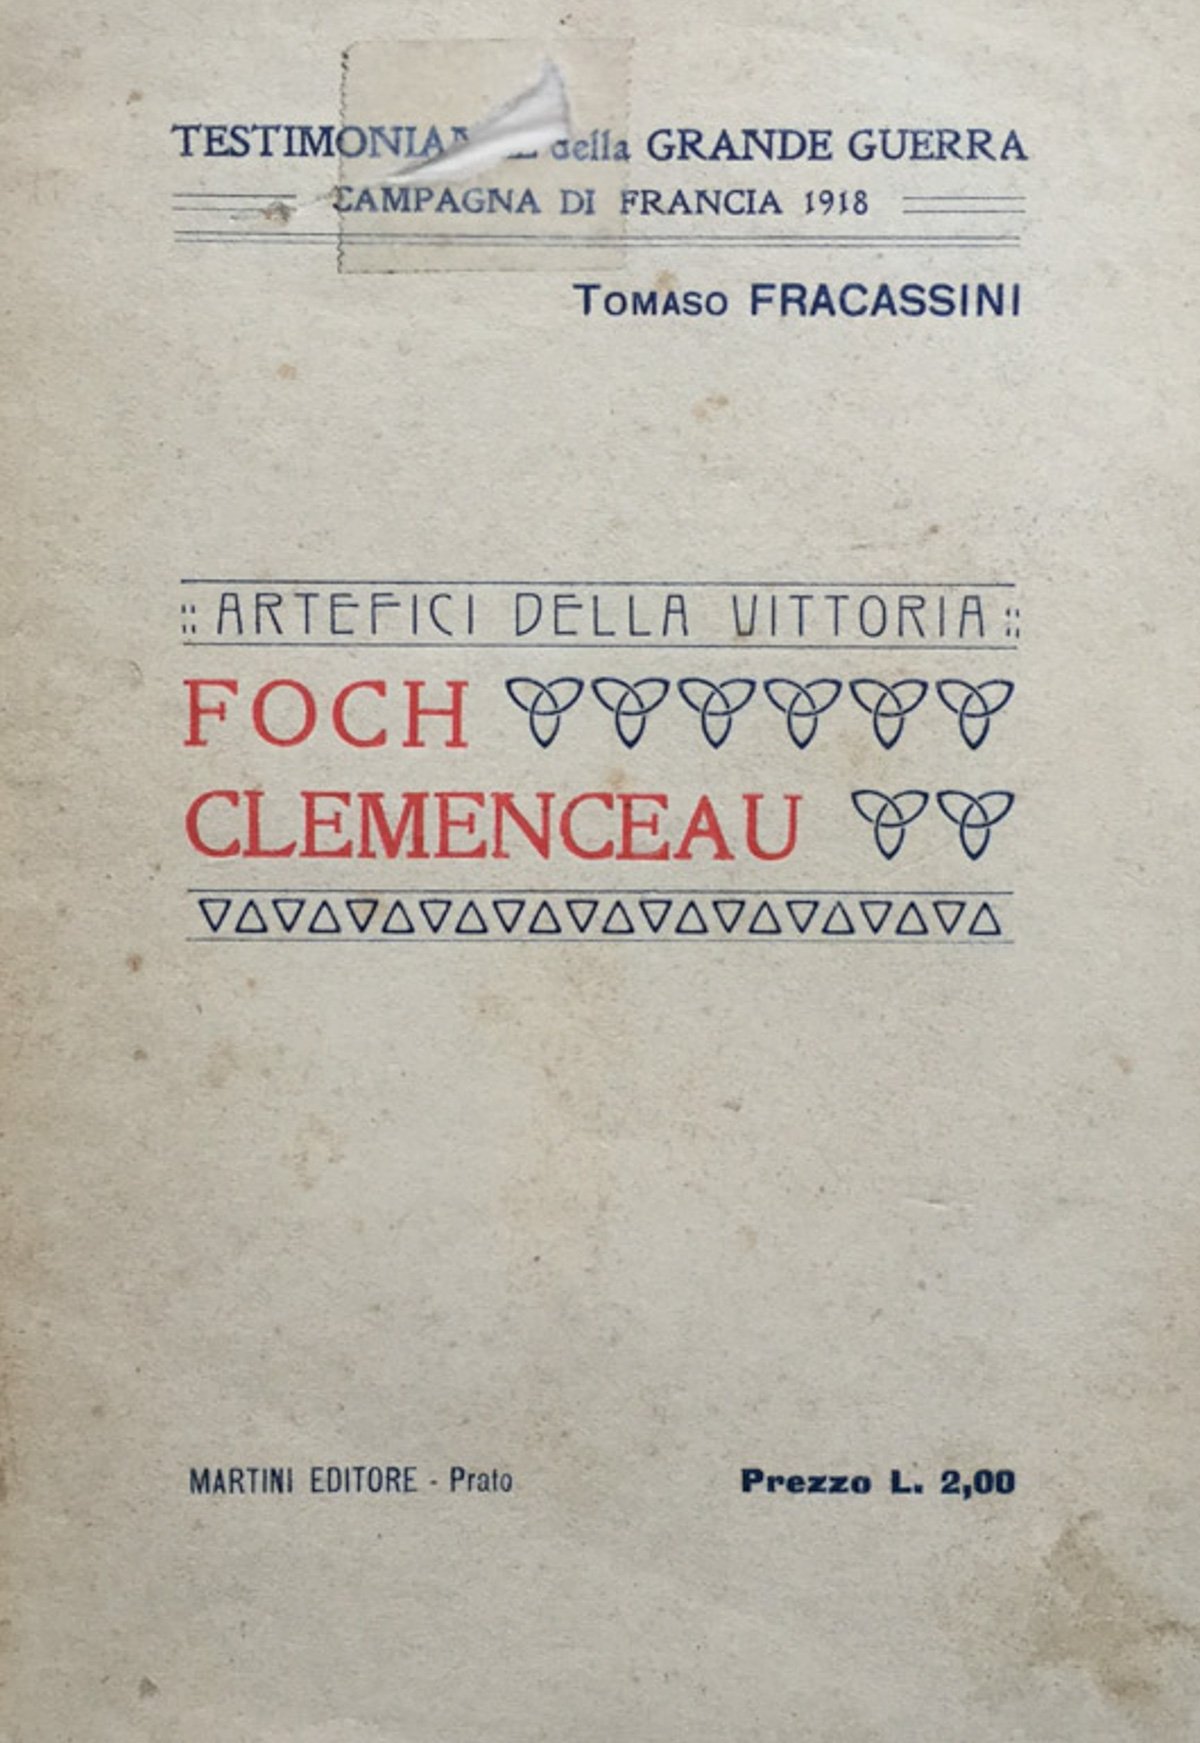 della GRANDE GUERRA
CAMPAGNA DI FRANCIA 1918
TOMASO FRACASSINI
:: ARTEFICI DELLA VITTORIA ::
FOCH
CLEMENCEAU
MARTINI EDITORE - Prato
Prezzo L. 2,00